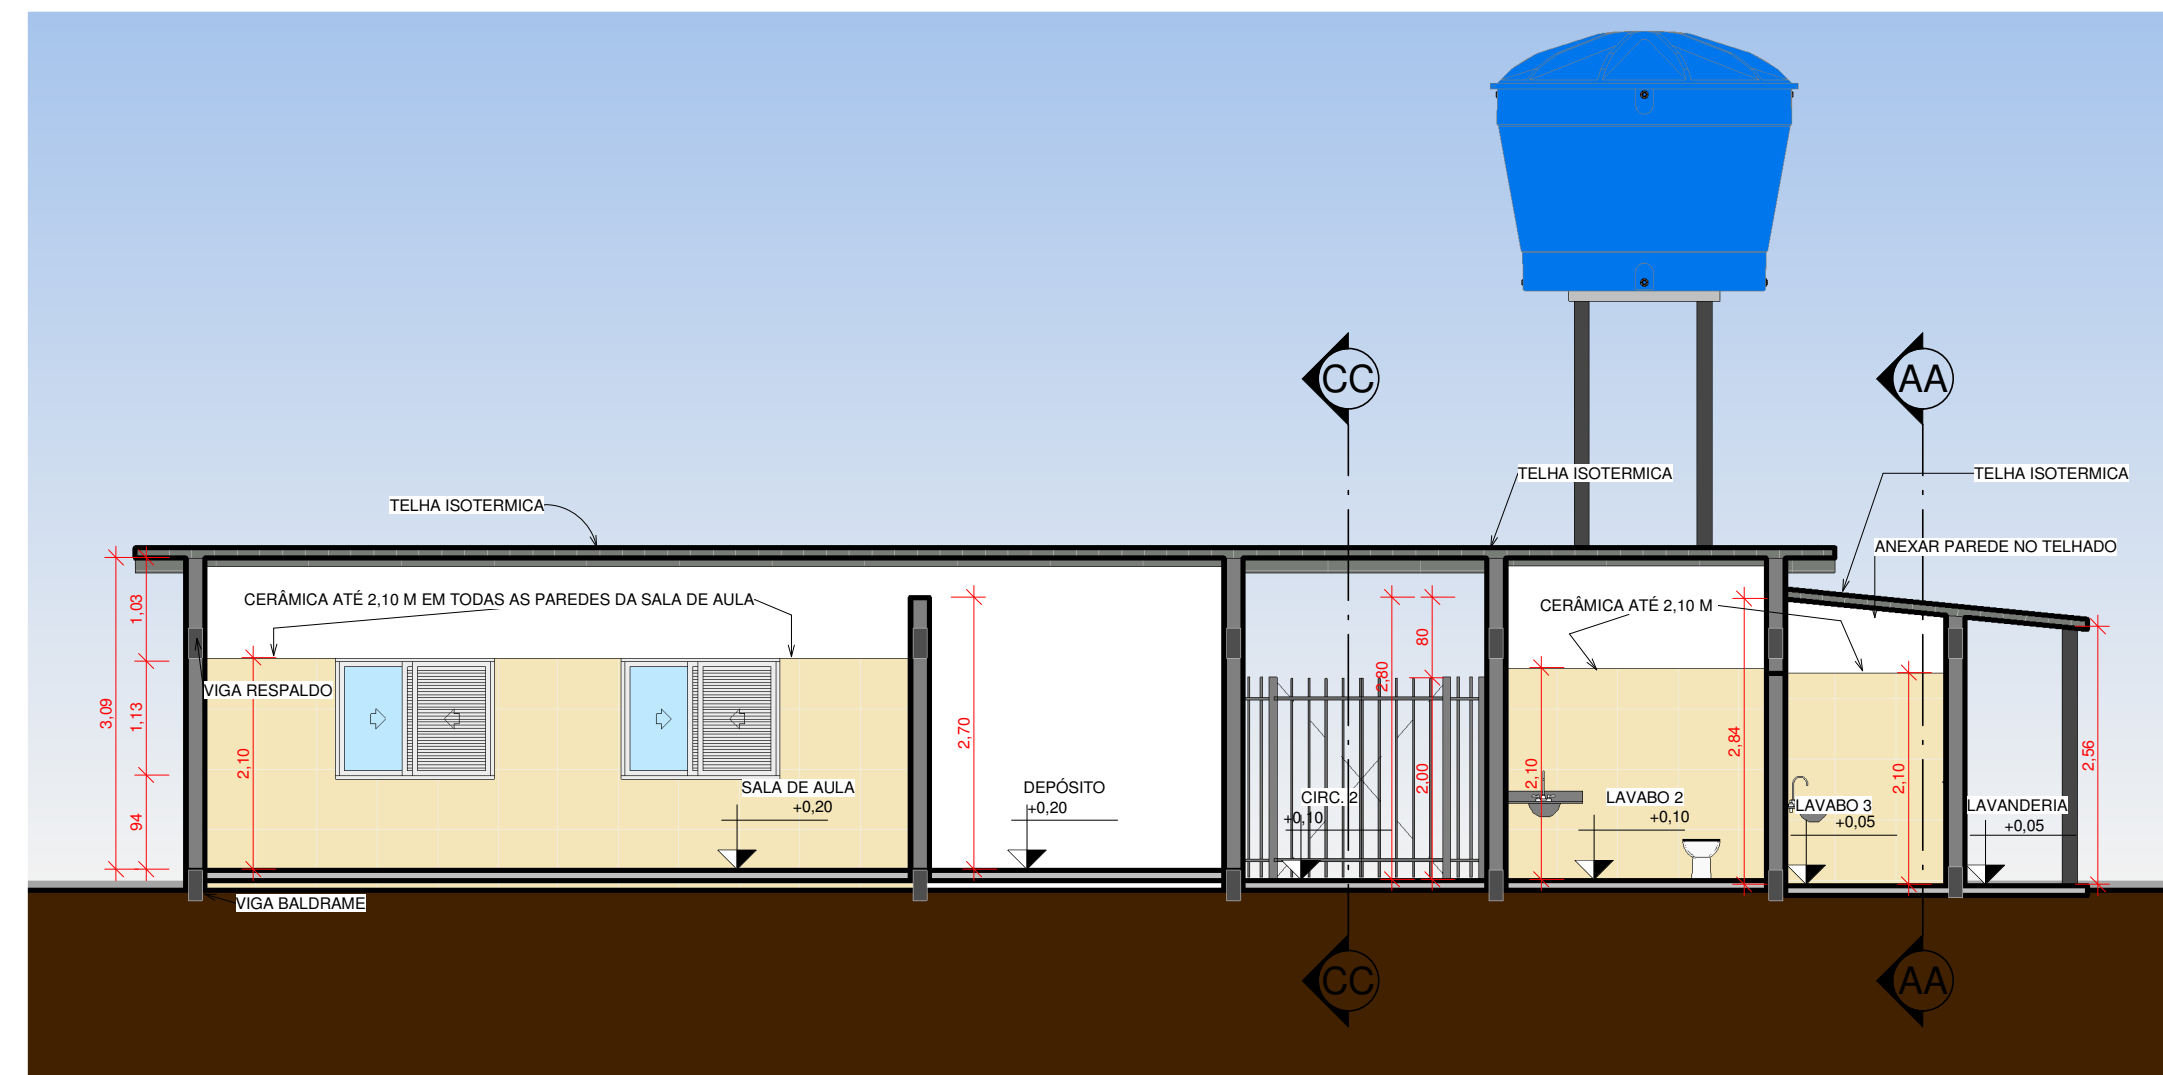 CC
AA
TELHA ISOTERMICA
TELHA ISOTERMICA
TELHA ISOTERMICA
ANEXAR PAREDE NO TELHADO
CERÂMICA ATÉ 2,10 M EM TODAS AS PAREDES DA SALA DE AULA
CERÂMICA ATÉ 2,10 M
VIGA RESPALDO
3,09
1,03
1,13
94
2,10
2,70
2,80
80
2,00
2,10
2,84
2,10
2,56
SALA DE AULA
+0,20
DEPÓSITO
+0,20
CIRC. 2
+0,10
LAVABO 2
+0,10
LAVABO 3
+0,05
LAVANDERIA
+0,05
VIGA BALDRAME
CC
AA